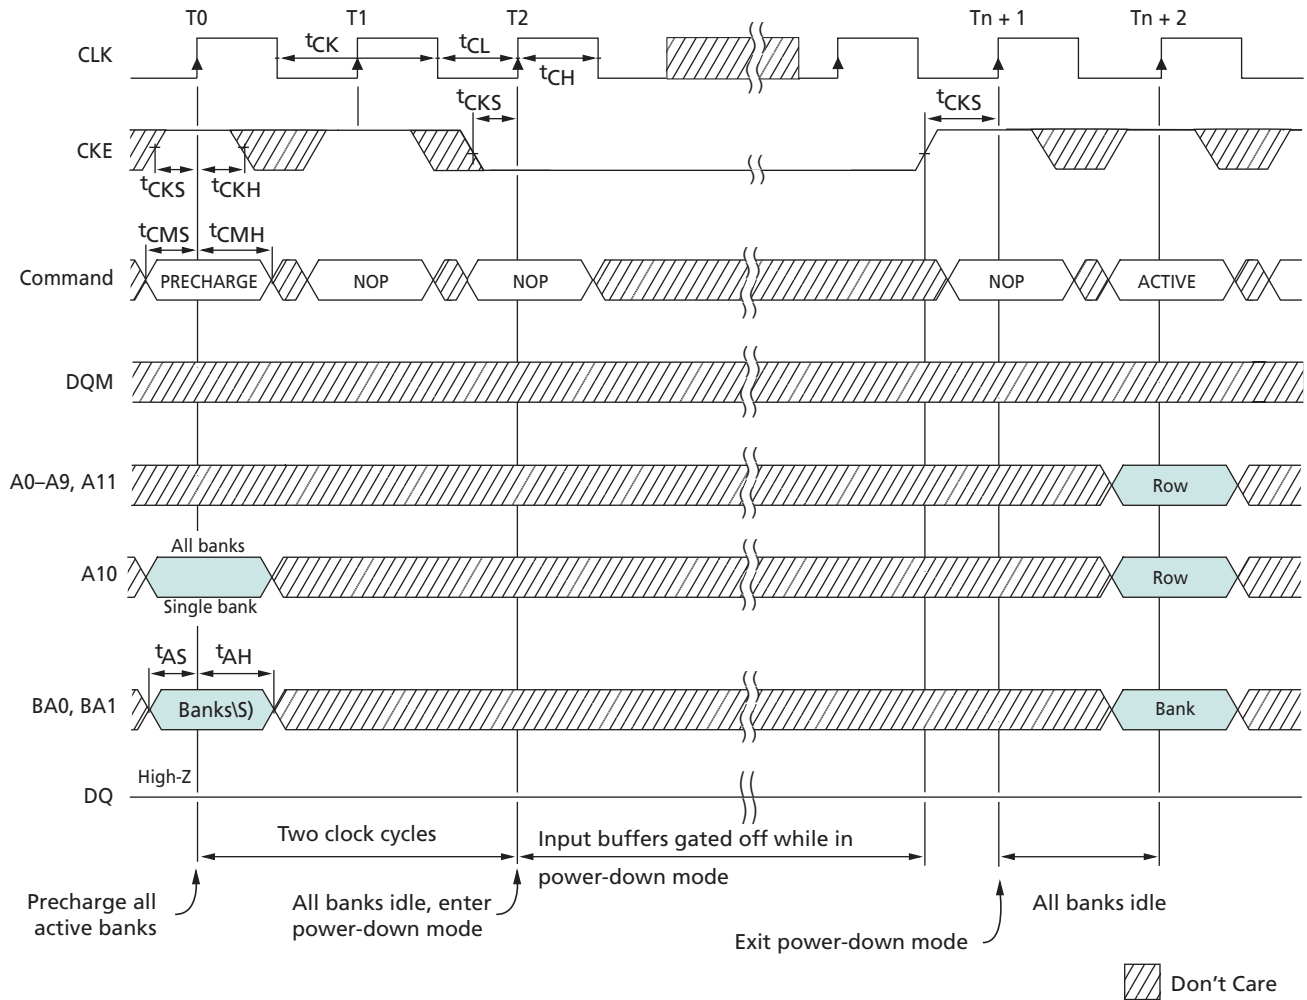 T0 T1 T2 Tn + 1 Tn + 2
CLK
tCK tCL
tCH
tCKS tCKS
CKE
tCKS tCKH
tCMS tCMH
Command PRECHARGE NOP NOP NOP ACTIVE
DQM
A0–A9, A11 Row
All banks
A10 Row
Single bank
tAS tAH
BA0, BA1 Banks\S) Bank
High-Z
DQ
Two clock cycles
Input buffers gated off while in
power-down mode
Precharge all
active banks
All banks idle, enter
power-down mode
Exit power-down mode
All banks idle
Don't Care